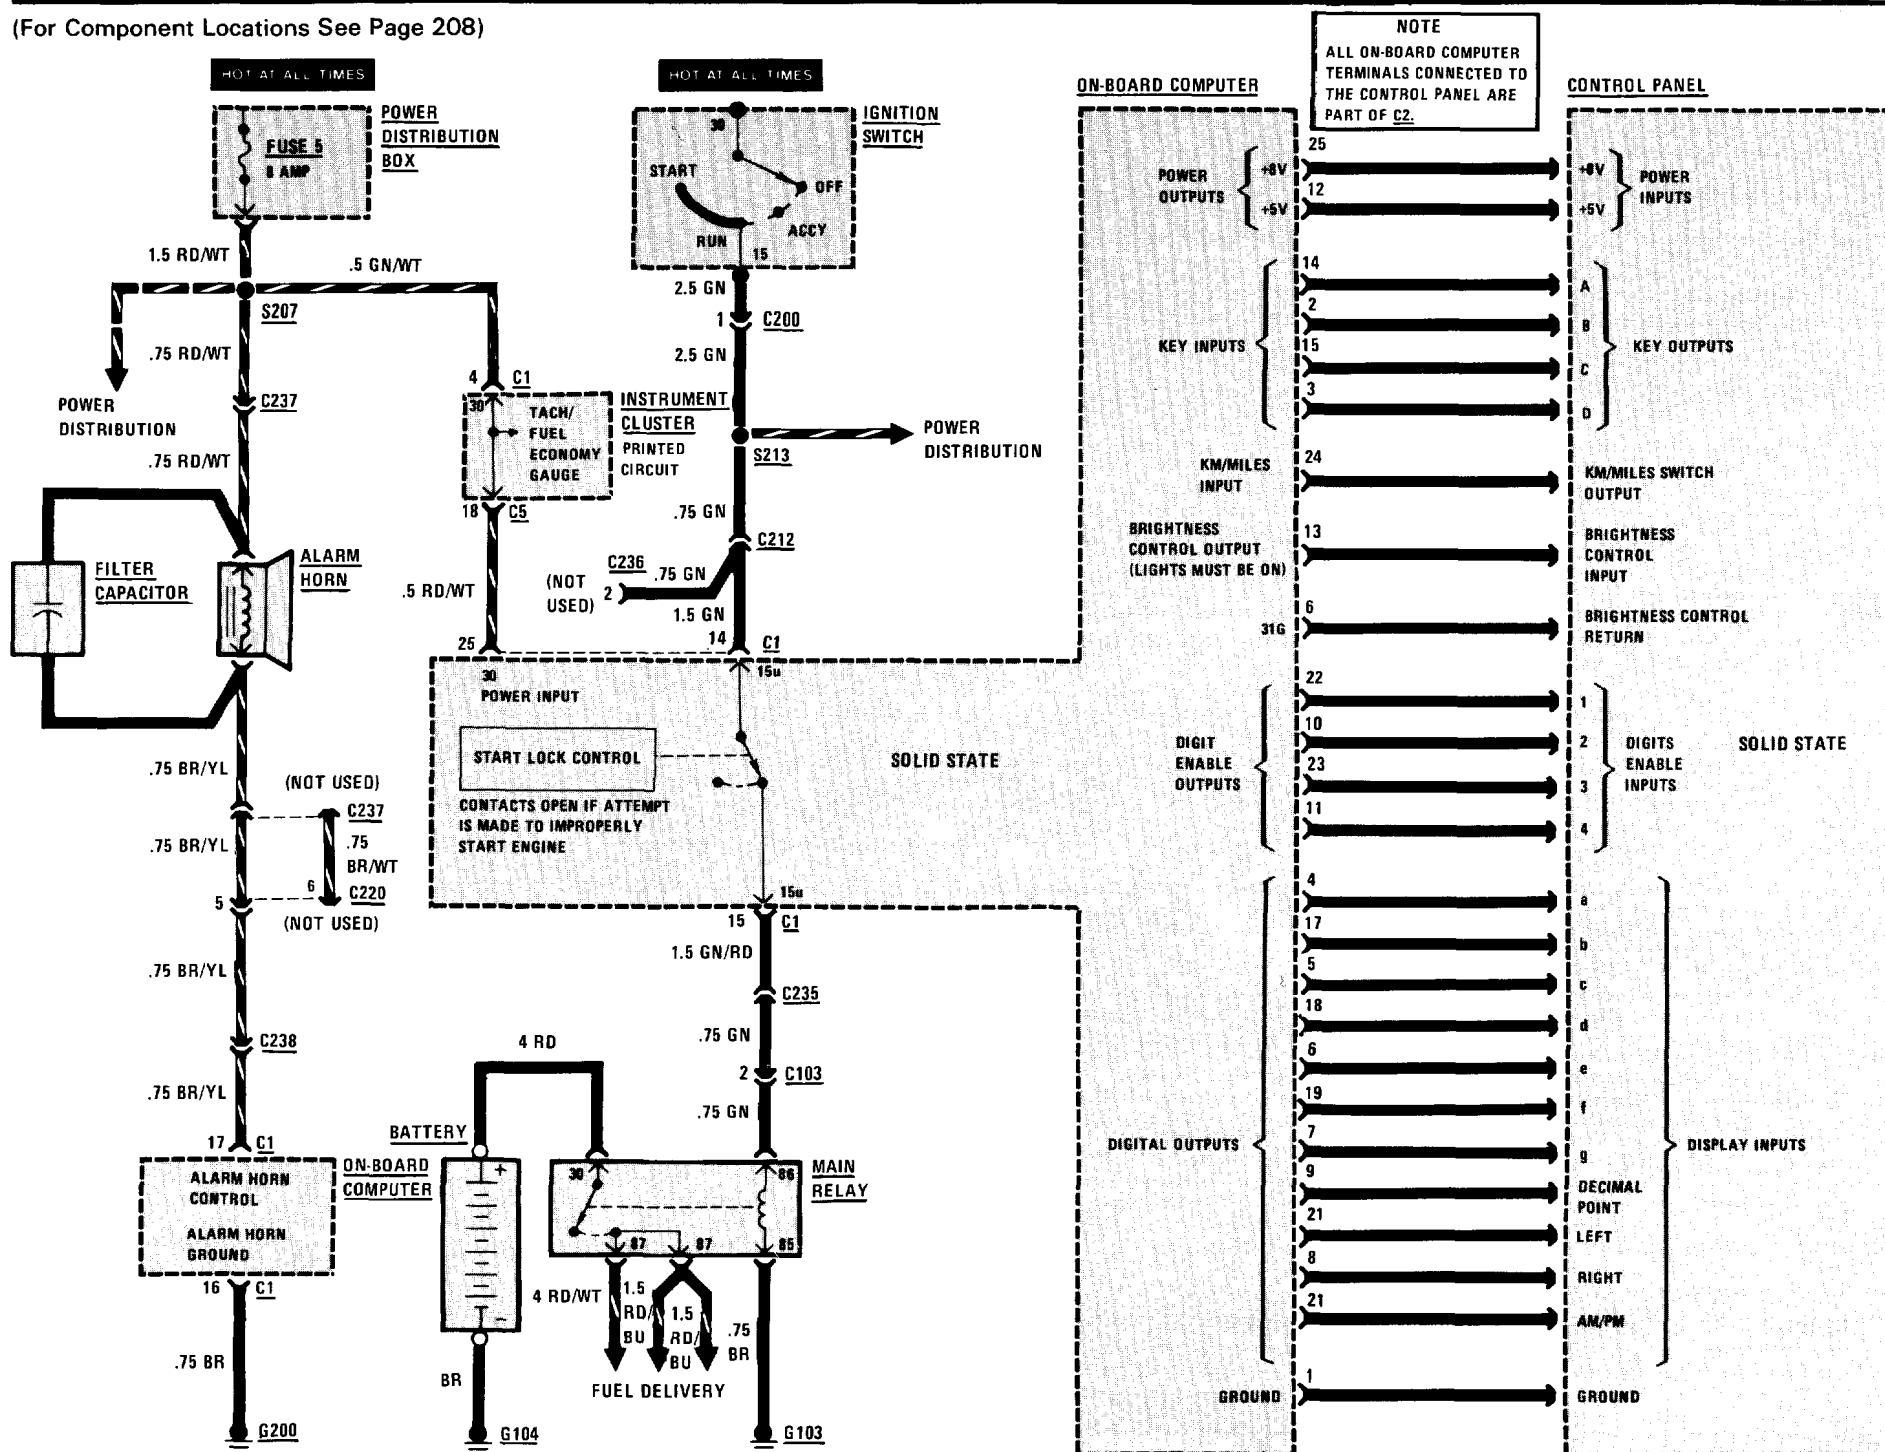 (For Component Locations See Page 208)
HOT AT ALL TIMES
FUSE 5
8 AMP
POWER
DISTRIBUTION
BOX
1.5 RD/WT
.5 GN/WT
S207
.75 RD/WT
POWER
DISTRIBUTION
C237
.75 RD/WT
FILTER
CAPACITOR
ALARM
HORN
.75 BR/YL
(NOT USED)
C237
.75
BR/WT
.75 BR/YL
5
6
C220
(NOT USED)
.75 BR/YL
C238
.75 BR/YL
17
C1
ALARM HORN
CONTROL
ALARM HORN
GROUND
ON-BOARD
COMPUTER
16
C1
.75 BR
G200
4
C1
30
TACH/
FUEL
ECONOMY
GAUGE
INSTRUMENT
CLUSTER
PRINTED
CIRCUIT
18
C5
.5 RD/WT
25
HOT AT ALL TIMES
IGNITION
SWITCH
30
START
OFF
ACCY
RUN
15
2.5 GN
1
C200
2.5 GN
S213
POWER
DISTRIBUTION
.75 GN
C212
C236
.75 GN
(NOT
USED)
2
1.5 GN
14
C1
30
POWER INPUT
15u
START LOCK CONTROL
SOLID STATE
CONTACTS OPEN IF ATTEMPT
IS MADE TO IMPROPERLY
START ENGINE
15u
15
C1
1.5 GN/RD
C235
.75 GN
2
C103
.75 GN
4 RD
BATTERY
+
-
BR
G104
MAIN
RELAY
30
86
87
87
85
4 RD/WT
1.5
RD/
BU
1.5
RD/
BU
.75
BR
FUEL DELIVERY
G103
NOTE
ALL ON-BOARD COMPUTER
TERMINALS CONNECTED TO
THE CONTROL PANEL ARE
PART OF C2.
ON-BOARD COMPUTER
CONTROL PANEL
POWER
OUTPUTS
+8V
25
+8V
POWER
INPUTS
+5V
12
+5V
KEY INPUTS
14
A
2
B
15
C
3
D
KEY OUTPUTS
KM/MILES
INPUT
24
KM/MILES SWITCH
OUTPUT
BRIGHTNESS
CONTROL OUTPUT
(LIGHTS MUST BE ON)
13
BRIGHTNESS
CONTROL
INPUT
31G
6
BRIGHTNESS CONTROL
RETURN
DIGIT
ENABLE
OUTPUTS
22
1
10
2
23
3
11
4
DIGITS
ENABLE
INPUTS
SOLID STATE
DIGITAL OUTPUTS
4
a
17
b
5
c
18
d
6
e
19
f
7
g
9
DECIMAL
POINT
21
LEFT
8
RIGHT
21
AM/PM
DISPLAY INPUTS
GROUND
1
GROUND